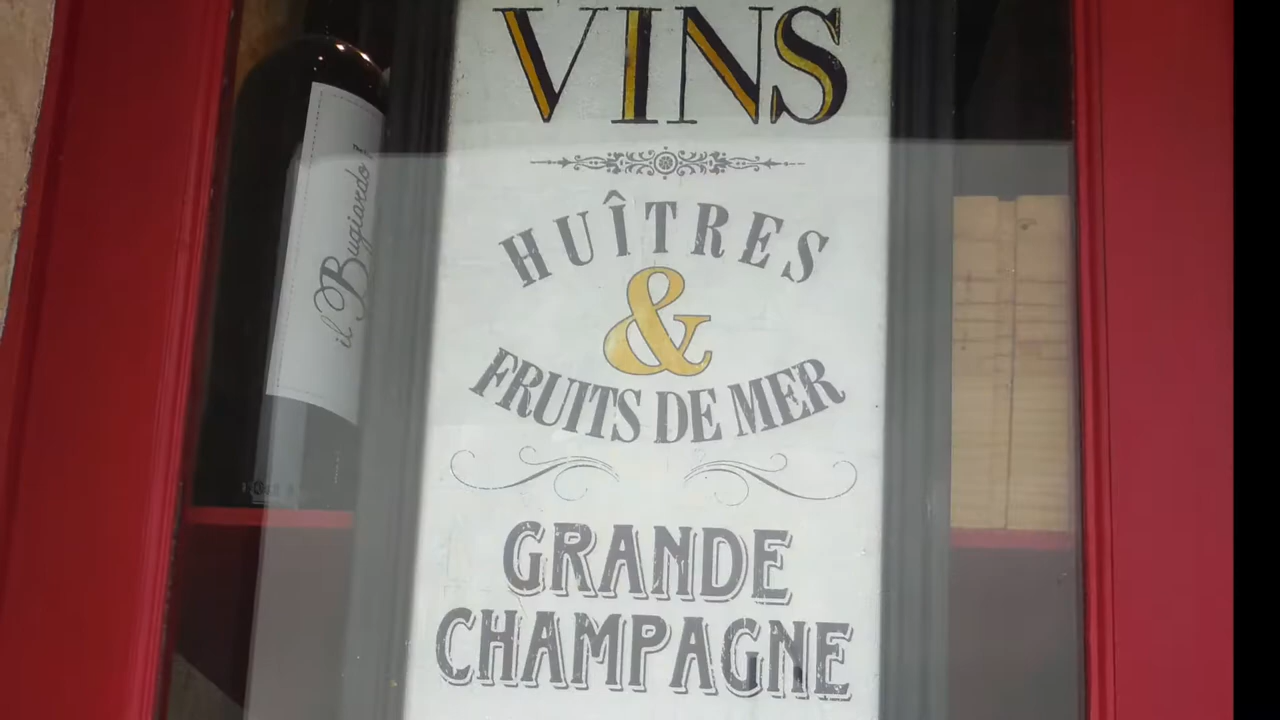 VINS
HUÎTRES
&
FRUITS DE MER
GRANDE
CHAMPAGNE
il Bugiardo